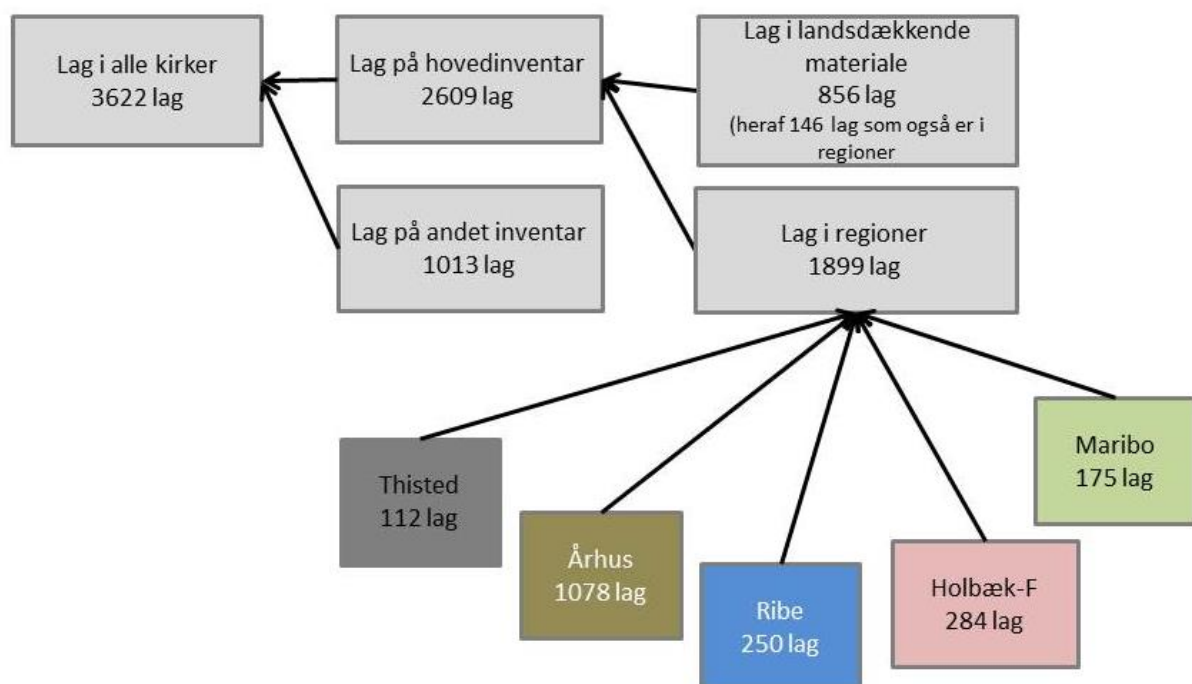 Lag i alle kirker
3622 lag
Lag på hovedinventar
2609 lag
Lag i landsdækkende
materiale
856 lag
(heraf 146 lag som også er i
regioner
Lag på andet inventar
1013 lag
Lag i regioner
1899 lag
Thisted
112 lag
Århus
1078 lag
Ribe
250 lag
Holbæk-F
284 lag
Maribo
175 lag